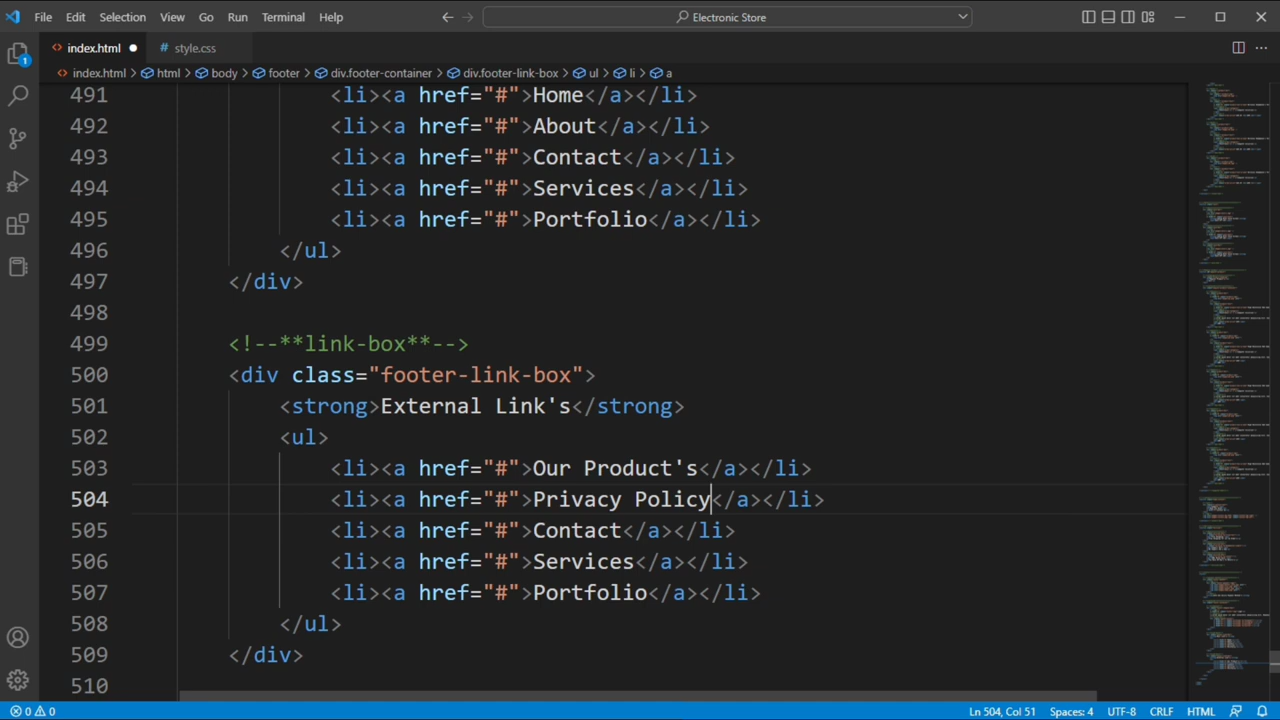 File Edit Selection View Go Run Terminal Help Electronic Store
index.html style.css
index.html html body footer div.footer-container div.footer-link-box ul li a
491 <li><a href="#">Home</a></li>
492 <li><a href="#">About</a></li>
493 <li><a href="#">Contact</a></li>
494 <li><a href="#">Services</a></li>
495 <li><a href="#">Portfolio</a></li>
496 </ul>
497 </div>
498
499 <!--**link-box**-->
500 <div class="footer-link-box">
501 <strong>External Link's</strong>
502 <ul>
503 <li><a href="#">Our Product's</a></li>
504 <li><a href="#">Privacy Policy</a></li>
505 <li><a href="#">Contact</a></li>
506 <li><a href="#">Services</a></li>
507 <li><a href="#">Portfolio</a></li>
508 </ul>
509 </div>
510
1
0 0 Ln 504, Col 51 Spaces: 4 UTF-8 CRLF HTML